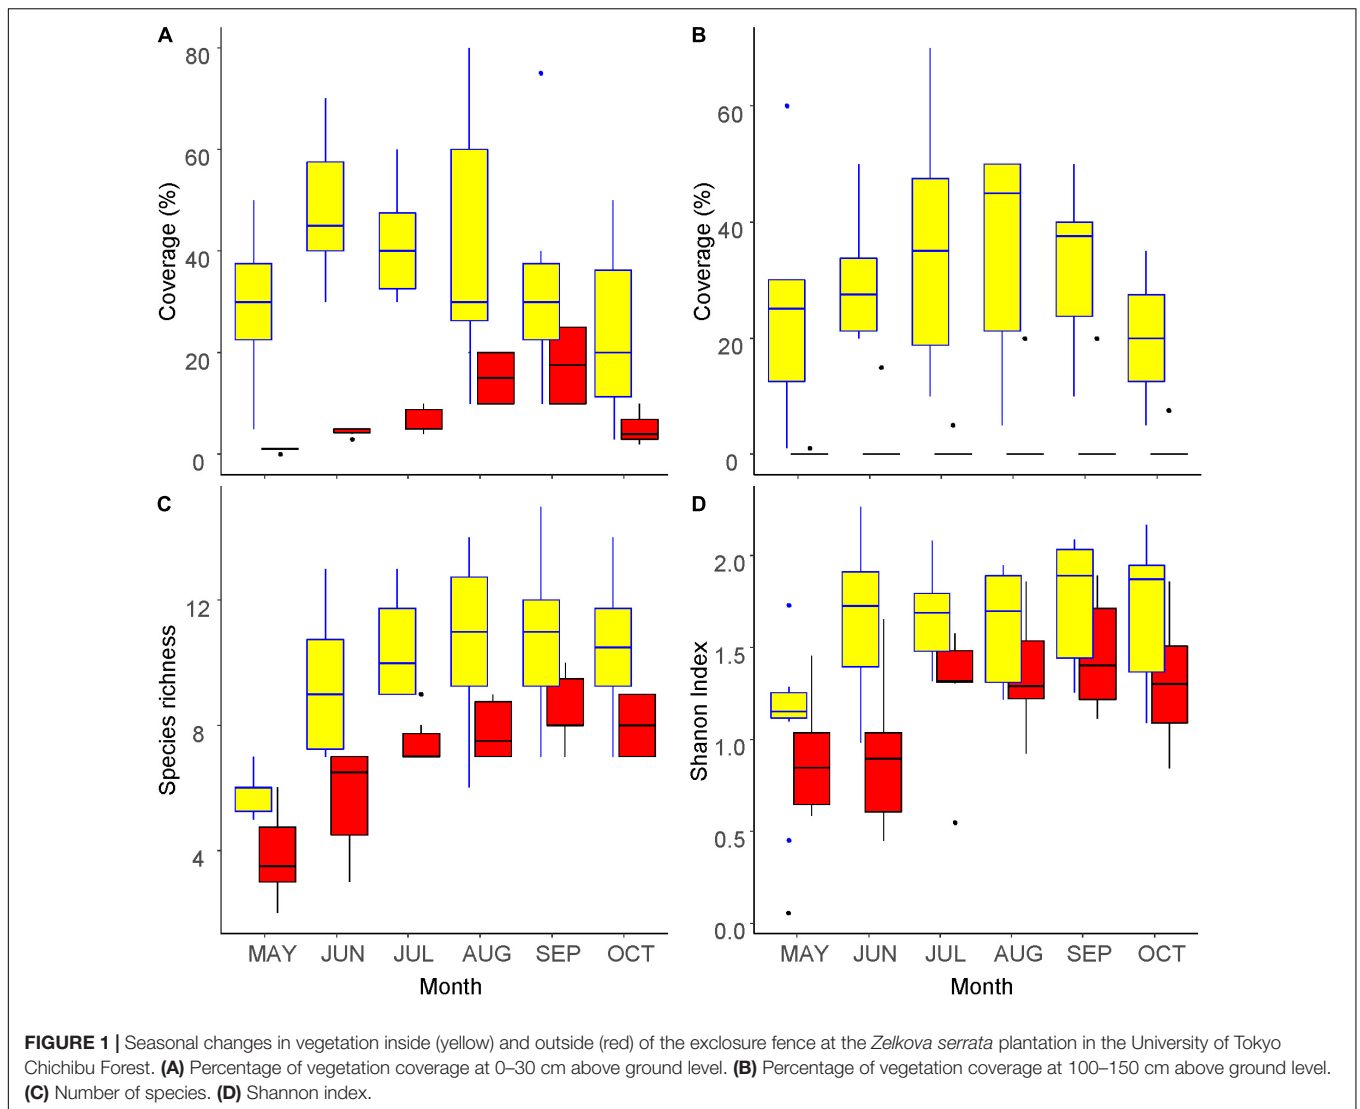 A
80
60
40
20
0
Coverage (%)
B
60
40
20
0
Coverage (%)
C
12
8
4
Species richness
MAY JUN JUL AUG SEP OCT
Month
D
2.0
1.5
1.0
0.5
0.0
Shanon Index
MAY JUN JUL AUG SEP OCT
Month
FIGURE 1 | Seasonal changes in vegetation inside (yellow) and outside (red) of the exclosure fence at the Zelkova serrata plantation in the University of Tokyo
Chichibu Forest. (A) Percentage of vegetation coverage at 0–30 cm above ground level. (B) Percentage of vegetation coverage at 100–150 cm above ground level.
(C) Number of species. (D) Shannon index.